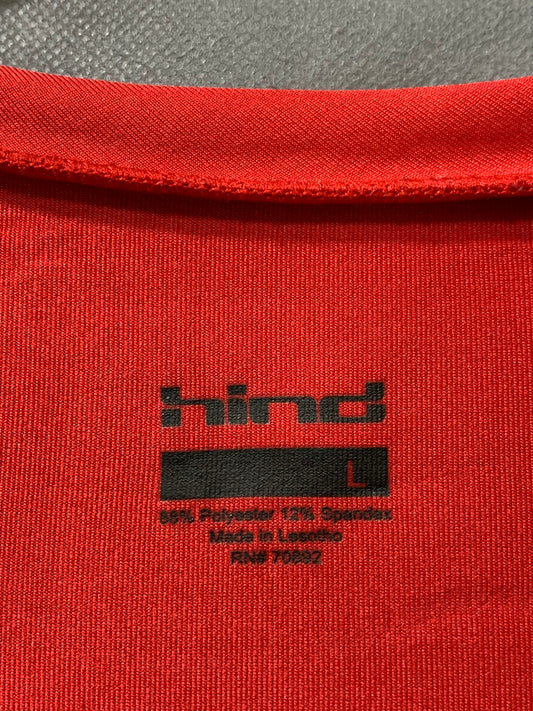 hind
L
88% Polyester 12% Spandex
Made in Lesotho
RN# 70892